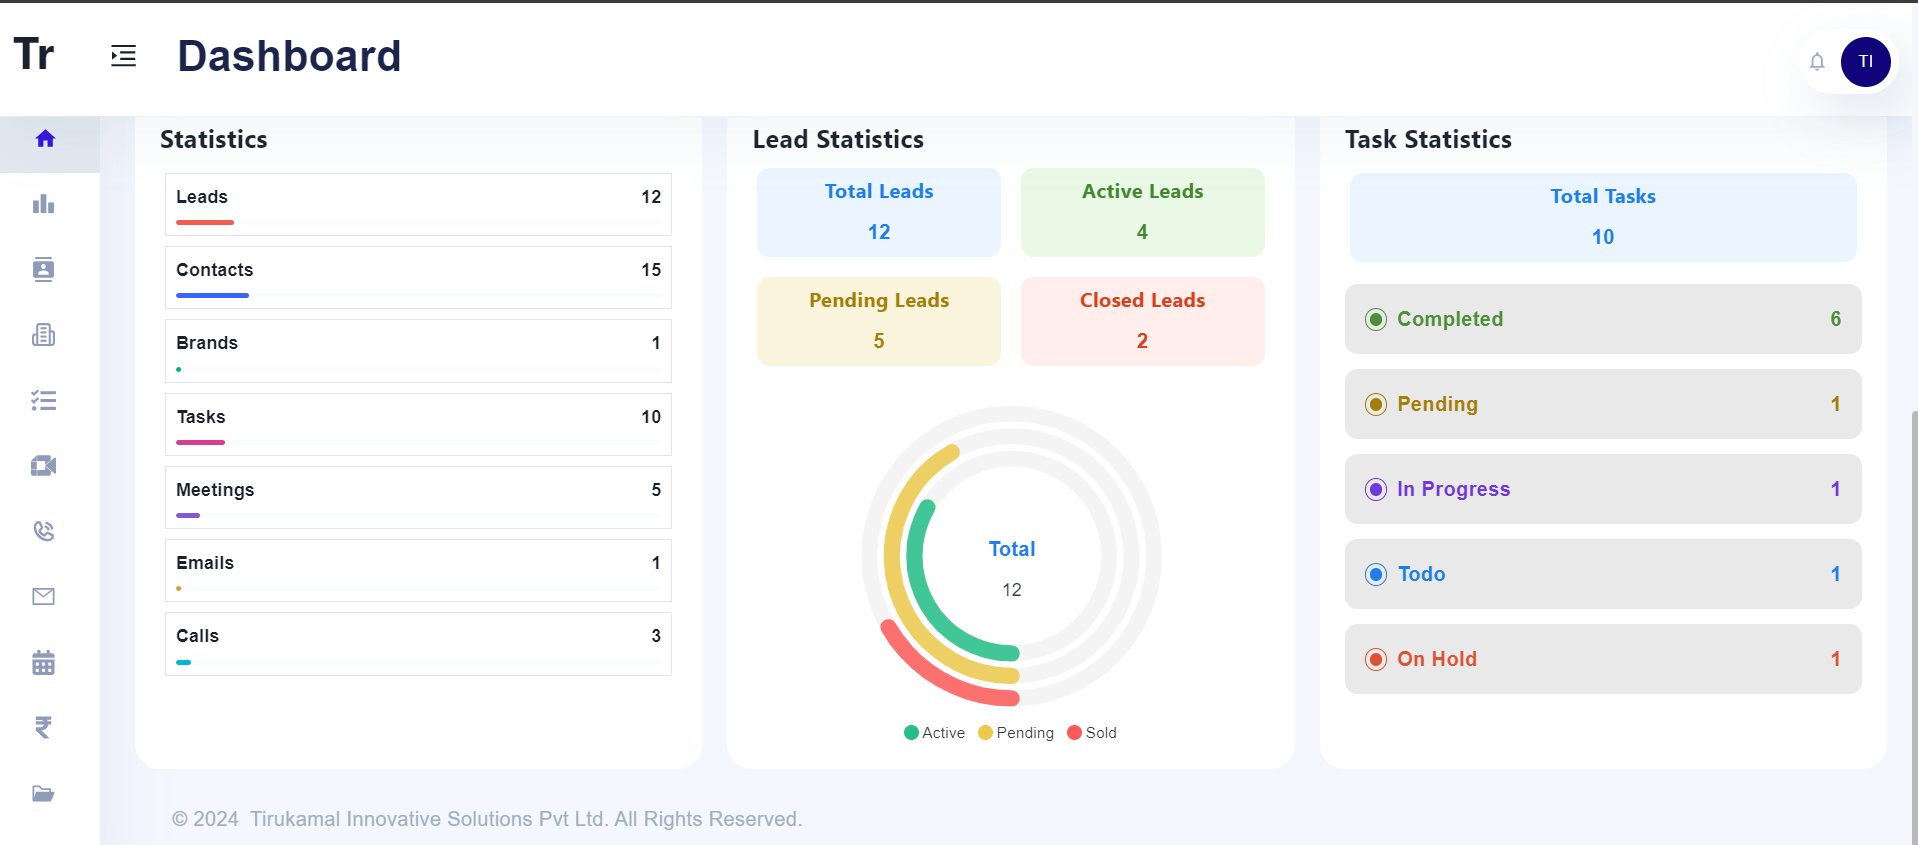 Tr
Dashboard
TI
Statistics
Leads 12
Contacts 15
Brands 1
Tasks 10
Meetings 5
Emails 1
Calls 3
Lead Statistics
Total Leads
12
Active Leads
4
Pending Leads
5
Closed Leads
2
Total
12
Active Pending Sold
Task Statistics
Total Tasks
10
Completed 6
Pending 1
In Progress 1
Todo 1
On Hold 1
© 2024 Tirukamal Innovative Solutions Pvt Ltd. All Rights Reserved.